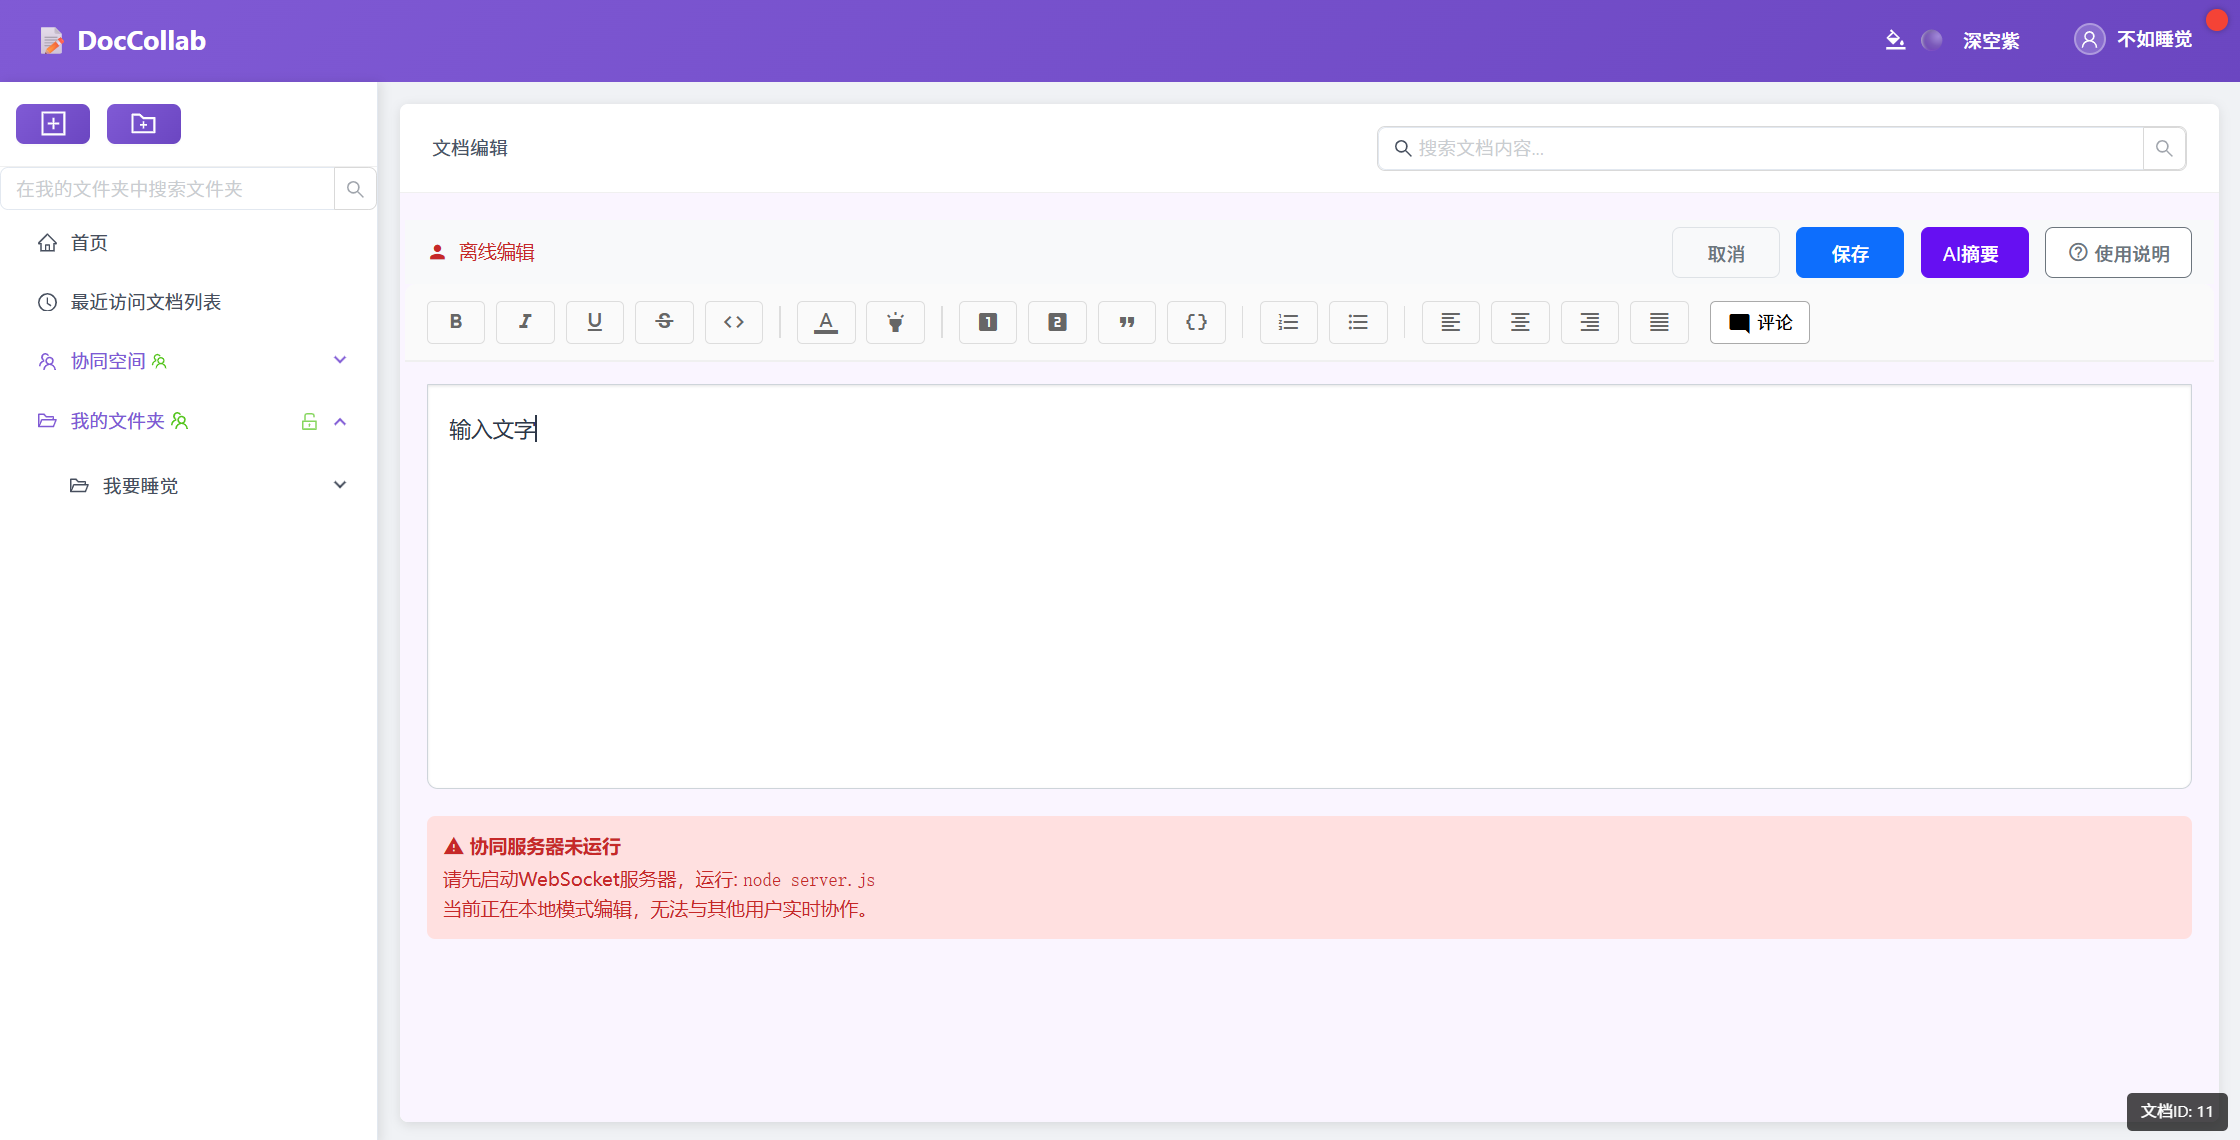 DocCollab
深空紫
不如睡觉
在我的文件夹中搜索文件夹
首页
最近访问文档列表
协同空间
我的文件夹
我要睡觉
文档编辑
搜索文档内容...
离线编辑
取消
保存
AI摘要
使用说明
B I U S <> A 1 2 " {}
评论
输入文字
协同服务器未运行
请先启动WebSocket服务器，运行: node server.js
当前正在本地模式编辑，无法与其他用户实时协作。
文档ID: 11